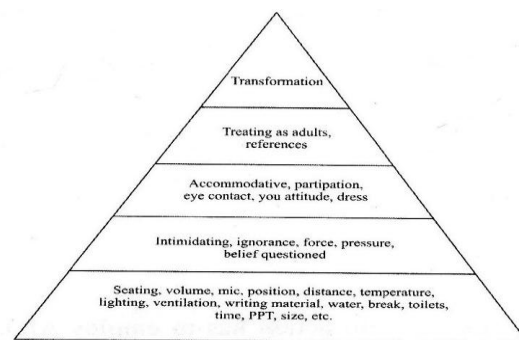 Transformation
Treating as adults,
references
Accommodative, partipation,
eye contact, you attitude, dress
Intimidating, ignorance, force, pressure,
belief questioned
Seating, volume, mic. position, distance, temperature,
lighting, ventilation, writing material, water, break, toilets,
time, PPT, size, etc.